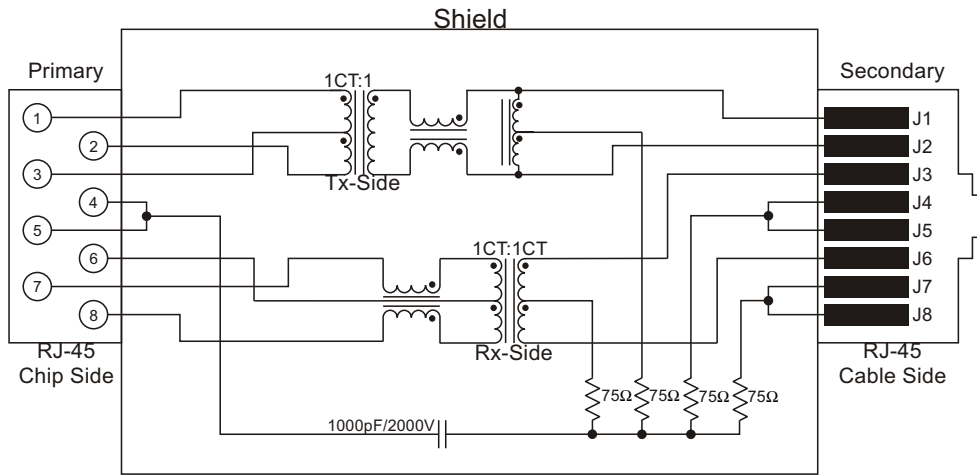 Shield
Primary
Secondary
1CT:1
1
J1
2
J2
3
J3
Tx-Side
4
J4
5
J5
1CT:1CT
6
J6
7
J7
8
J8
RJ-45
Chip Side
Rx-Side
RJ-45
Cable Side
75Ω
75Ω
75Ω
75Ω
1000pF/2000V